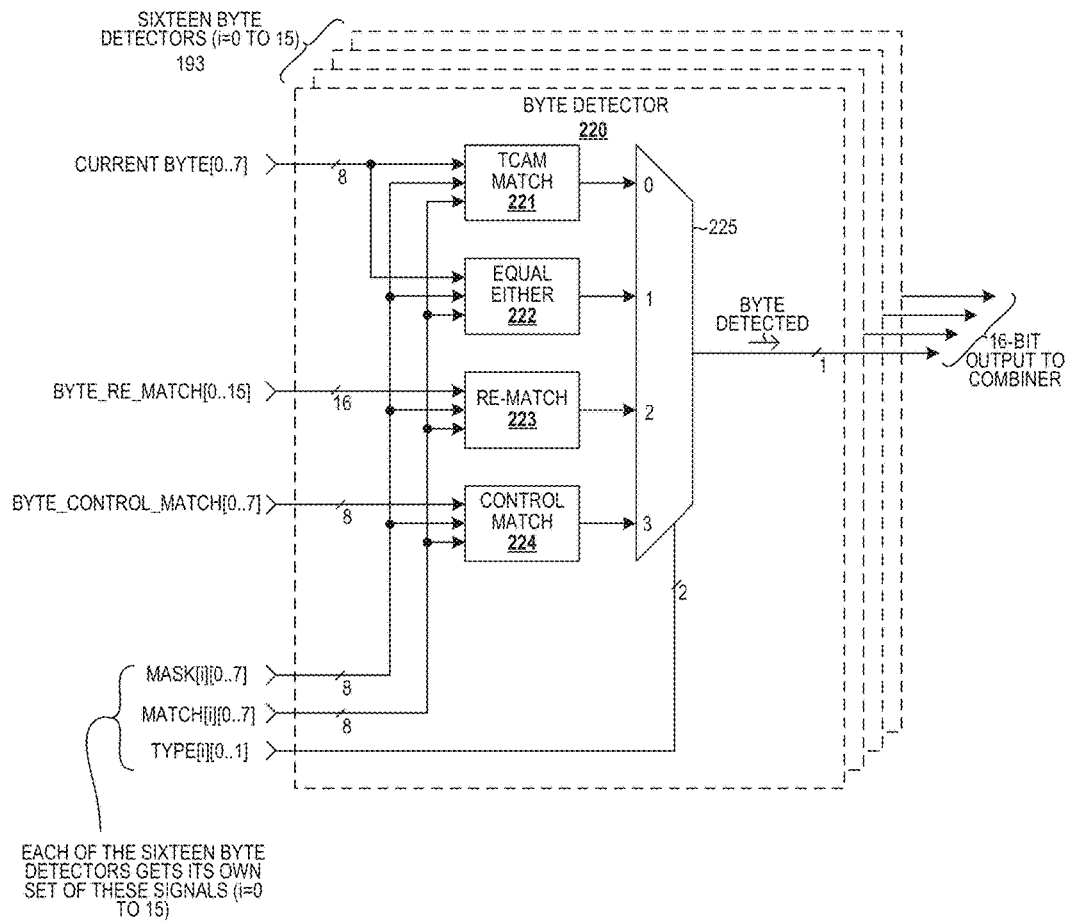 SIXTEEN BYTE
DETECTORS (i=0 TO 15)
193
BYTE DETECTOR
220
CURRENT BYTE[0..7]
8
TCAM
MATCH
221
0
225
EQUAL
EITHER
222
1
BYTE
DETECTED
1
16-BIT
OUTPUT TO
COMBINER
BYTE_RE_MATCH[0..15]
16
RE-MATCH
223
2
BYTE_CONTROL_MATCH[0..7]
8
CONTROL
MATCH
224
3
2
MASK[i][0..7]
8
MATCH[i][0..7]
8
TYPE[i][0..1]
EACH OF THE SIXTEEN BYTE
DETECTORS GETS ITS OWN
SET OF THESE SIGNALS (i=0
TO 15)